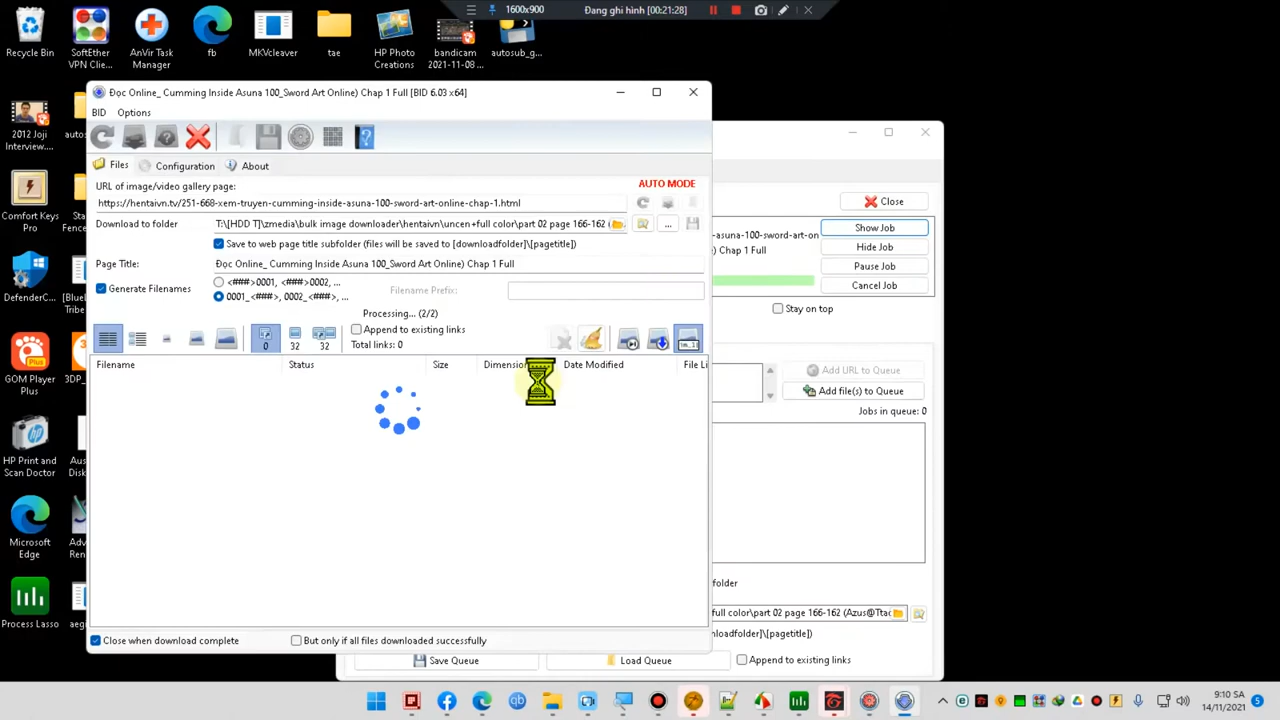 1600x900
Đang ghi hình [00:21:28]
Recycle Bin
SoftEther
VPN Clie...
AnVir Task
Manager
fb
MKVcleaver
tae
HP Photo
Creations
bandicam
2021-11-08 ...
autosub_g...
2012 Joji
Interview....
Comfort Keys
Pro
DefenderC...
GOM Player
Plus
HP Print and
Scan Doctor
Microsoft
Edge
Process Lasso
Đọc Online_ Cumming Inside Asuna 100_Sword Art Online) Chap 1 Full [BID 6.03 x64]
BID
Options
Files
Configuration
About
URL of image/video gallery page:
AUTO MODE
https://hentaivn.tv/251-668-xem-truyen-cumming-inside-asuna-100-sword-art-online-chap-1.html
Download to folder
T:\[HDD T]\zmedia\bulk image downloader\hentaivn\uncen+full color\part 02 page 166-162 (
...
Save to web page title subfolder (files will be saved to [downloadfolder]\[pagetitle])
Page Title:
Đọc Online_ Cumming Inside Asuna 100_Sword Art Online) Chap 1 Full
Generate Filenames
<###>0001, <###>0002, ...
0001_<###>, 0002_<###>, ...
Filename Prefix:
Processing... (2/2)
0
32
32
Append to existing links
Total links: 0
Filename
Status
Size
Dimension
Date Modified
File Li
Close when download complete
But only if all files downloaded successfully
Close
-asuna-100-sword-art-on
) Chap 1 Full
Show Job
Hide Job
Pause Job
Cancel Job
Stay on top
Add URL to Queue
Add file(s) to Queue
Jobs in queue: 0
folder
full color\part 02 page 166-162 (Azus@Ttac
nloadfolder]\[pagetitle])
Save Queue
Load Queue
Append to existing links
9:10 SA
14/11/2021
5